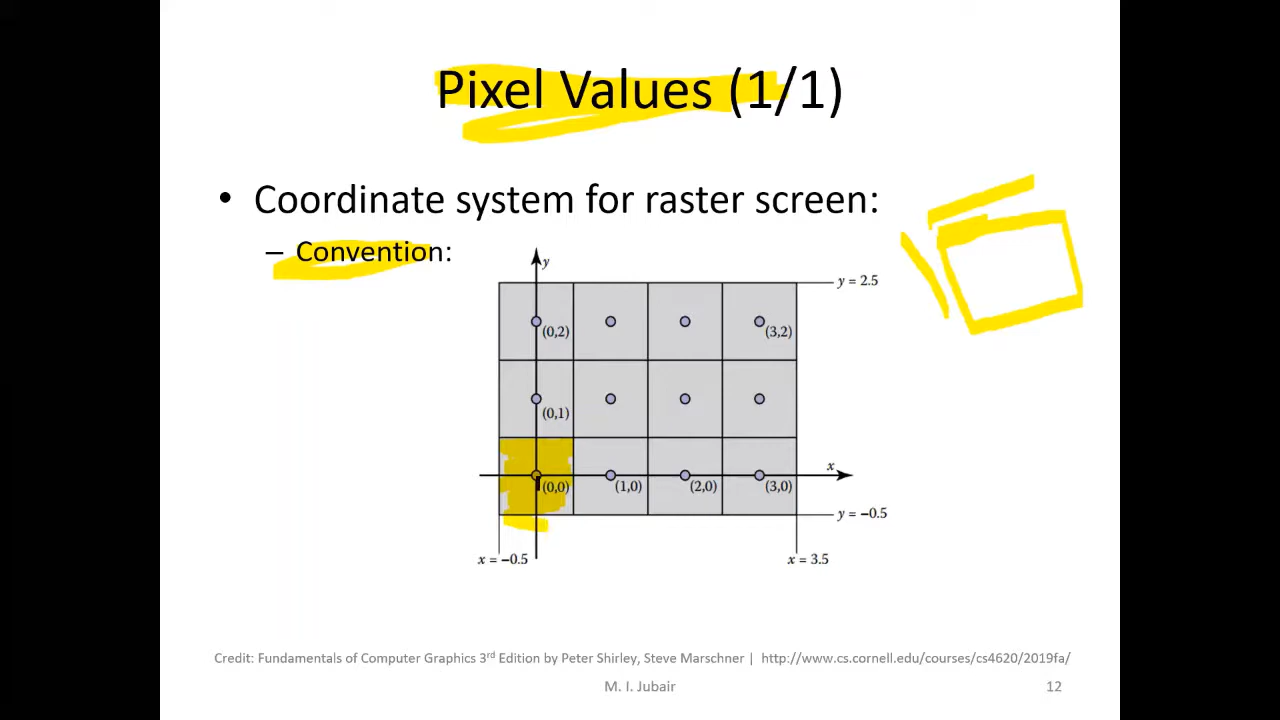 Pixel Values (1/1)
• Coordinate system for raster screen:
– Convention:
y
y = 2.5
(0,2)
(3,2)
(0,1)
x
(0,0)
(1,0)
(2,0)
(3,0)
y = −0.5
x = −0.5
x = 3.5
Credit: Fundamentals of Computer Graphics 3rd Edition by Peter Shirley, Steve Marschner | http://www.cs.cornell.edu/courses/cs4620/2019fa/
M. I. Jubair
12